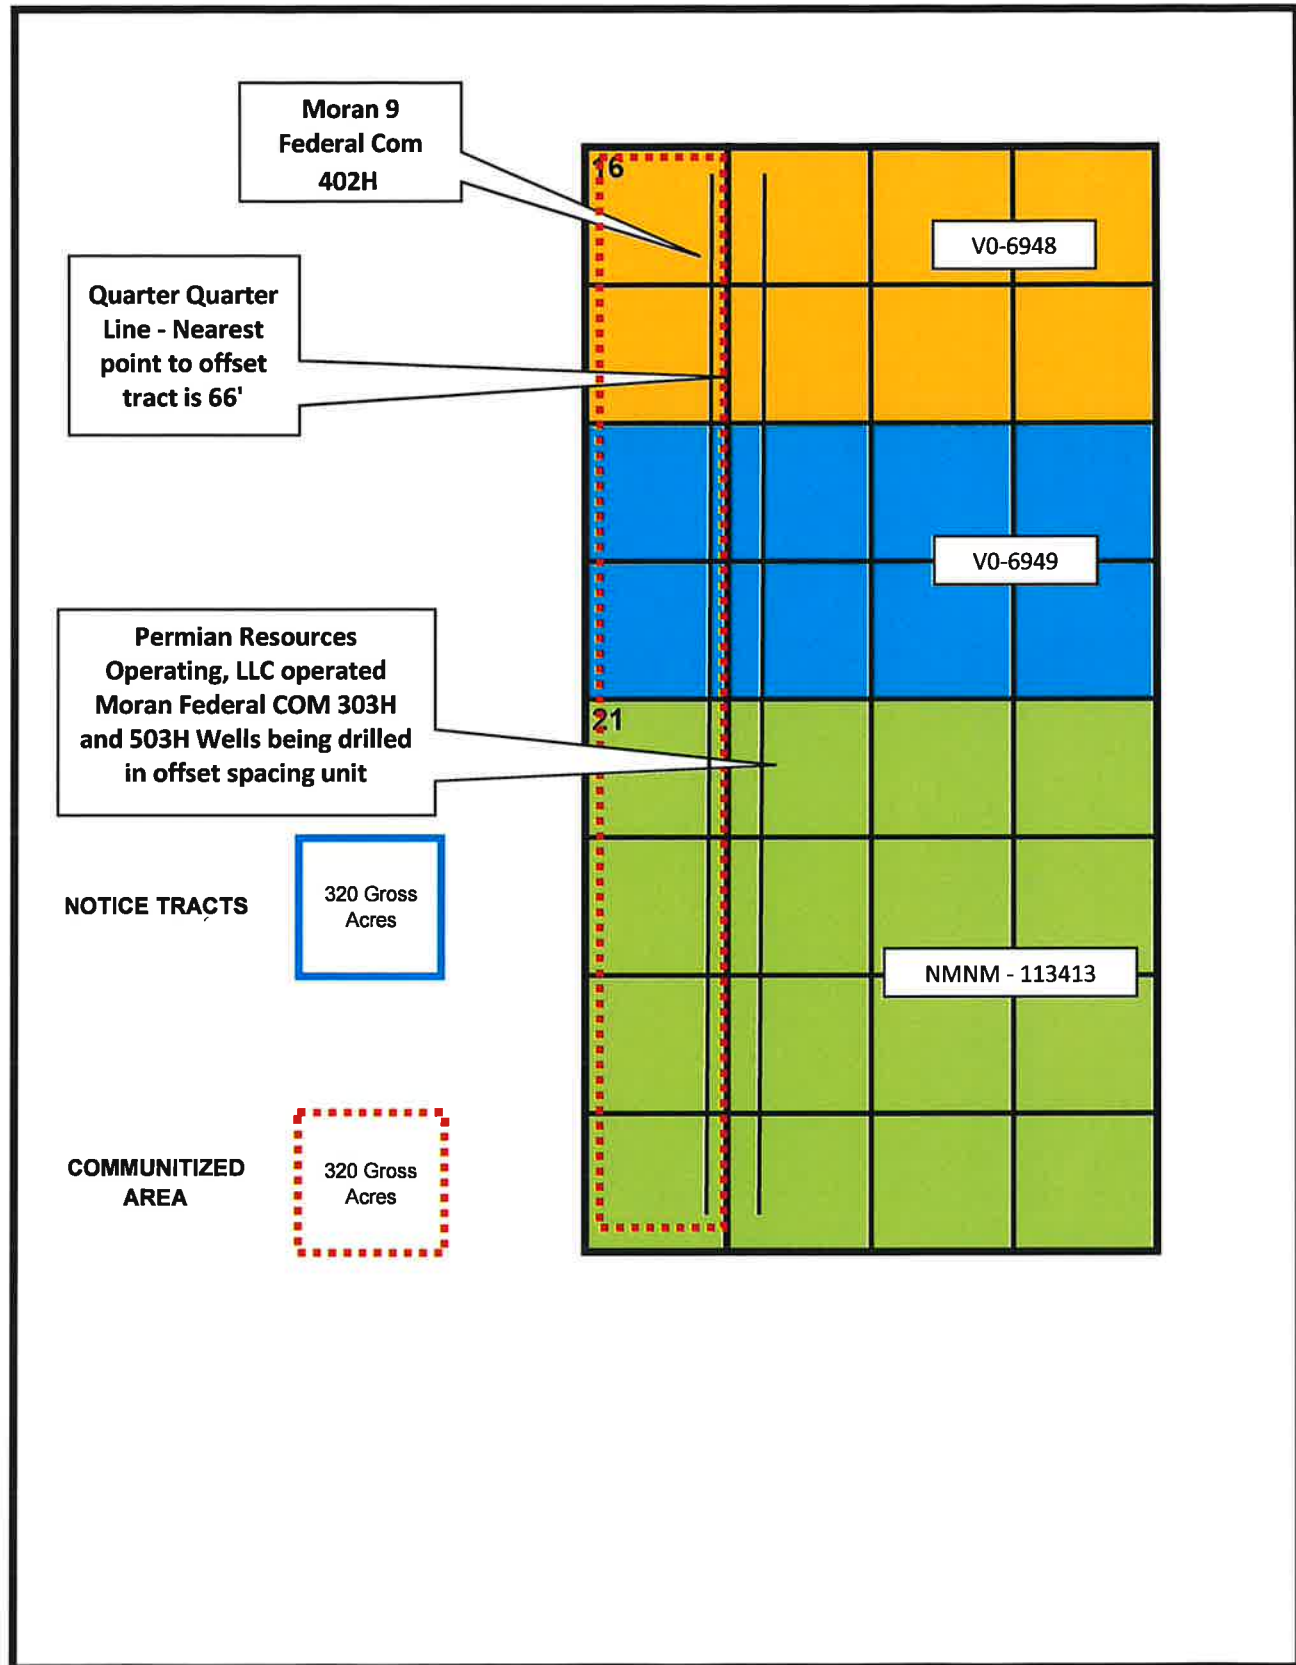 Moran 9
Federal Com
402H
16
V0-6948
Quarter Quarter
Line - Nearest
point to offset
tract is 66'
V0-6949
Permian Resources
Operating, LLC operated
Moran Federal COM 303H
and 503H Wells being drilled
in offset spacing unit
21
NOTICE TRACTS
320 Gross
Acres
NMNM - 113413
COMMUNITIZED
AREA
320 Gross
Acres